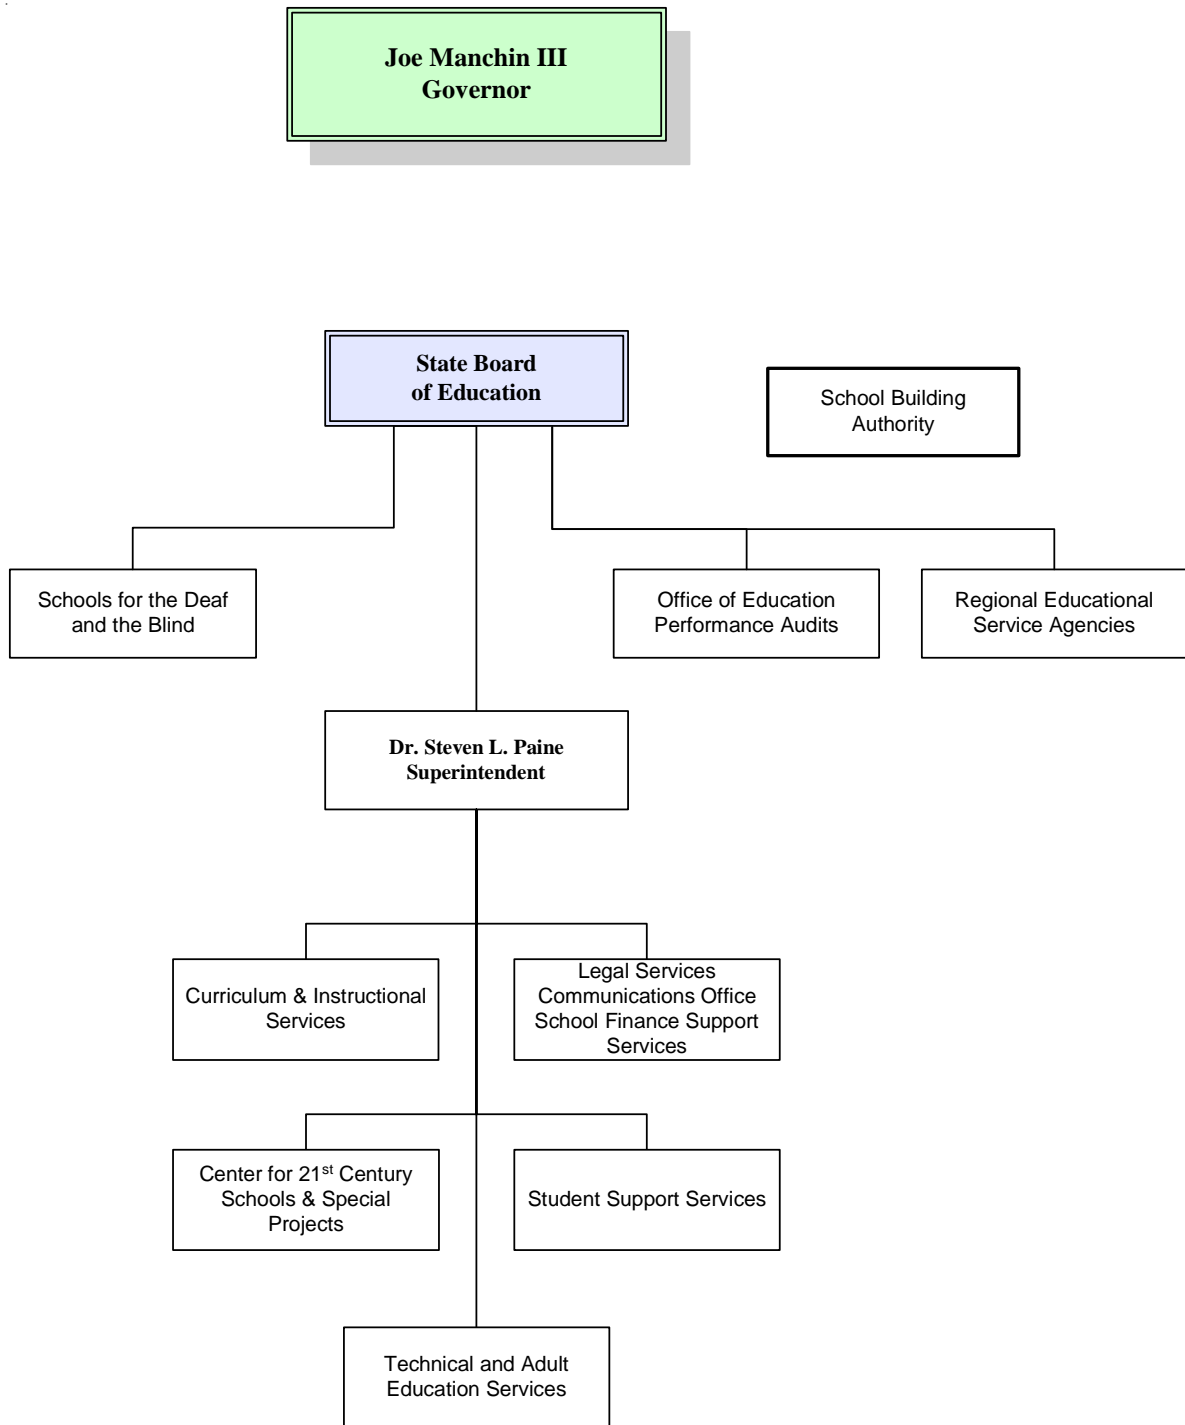 Joe Manchin III
Governor
State Board
of Education
School Building
Authority
Schools for the Deaf
and the Blind
Office of Education
Performance Audits
Regional Educational
Service Agencies
Dr. Steven L. Paine
Superintendent
Curriculum & Instructional
Services
Legal Services
Communications Office
School Finance Support
Services
Center for 21st Century
Schools & Special
Projects
Student Support Services
Technical and Adult
Education Services